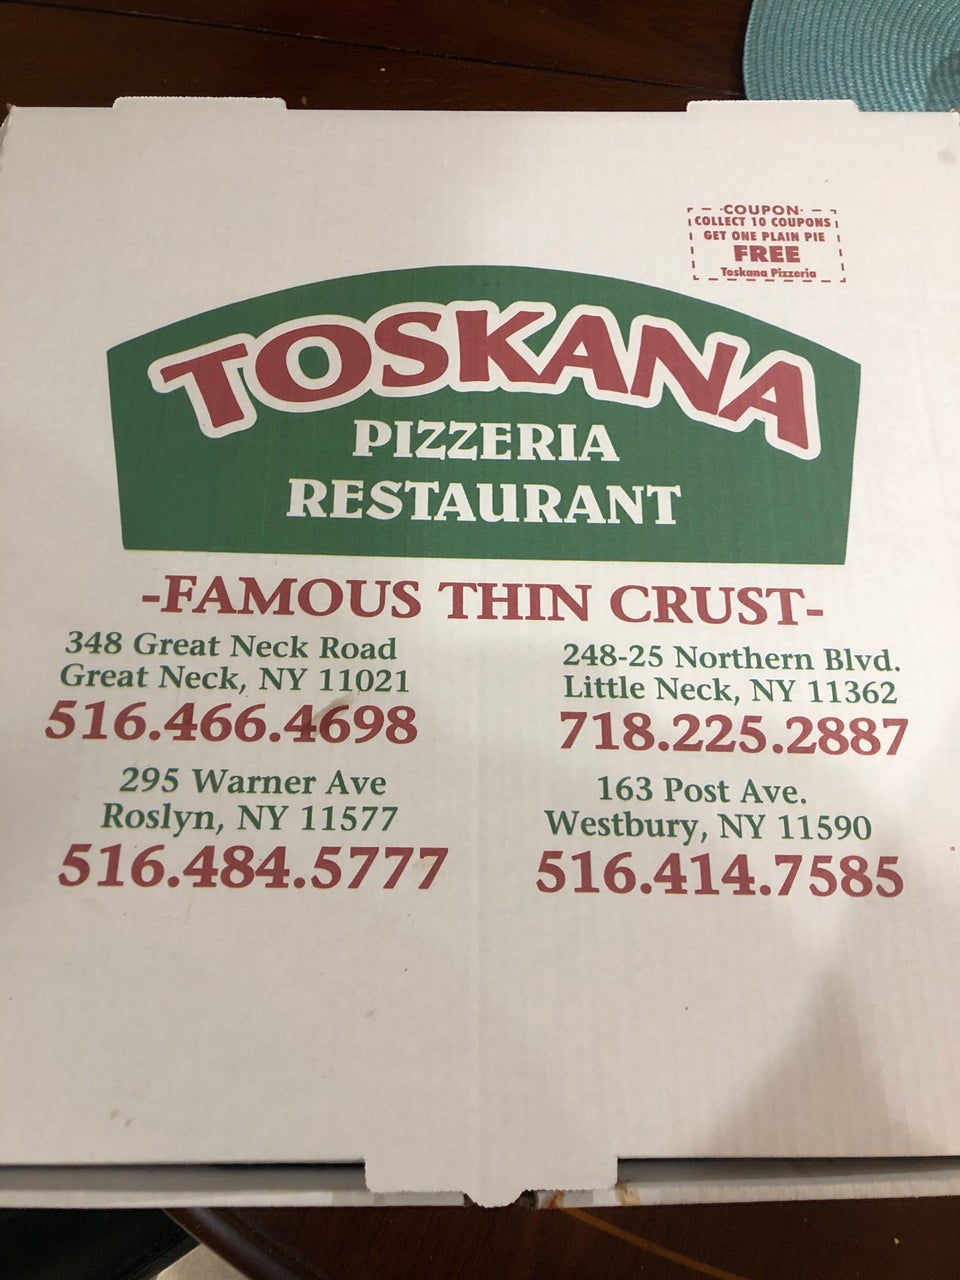 COUPON
COLLECT 10 COUPONS
GET ONE PLAIN PIE
FREE
Toskana Pizzeria
TOSKANA
PIZZERIA
RESTAURANT
-FAMOUS THIN CRUST-
348 Great Neck Road
Great Neck, NY 11021
516.466.4698
248-25 Northern Blvd.
Little Neck, NY 11362
718.225.2887
295 Warner Ave
Roslyn, NY 11577
516.484.5777
163 Post Ave.
Westbury, NY 11590
516.414.7585